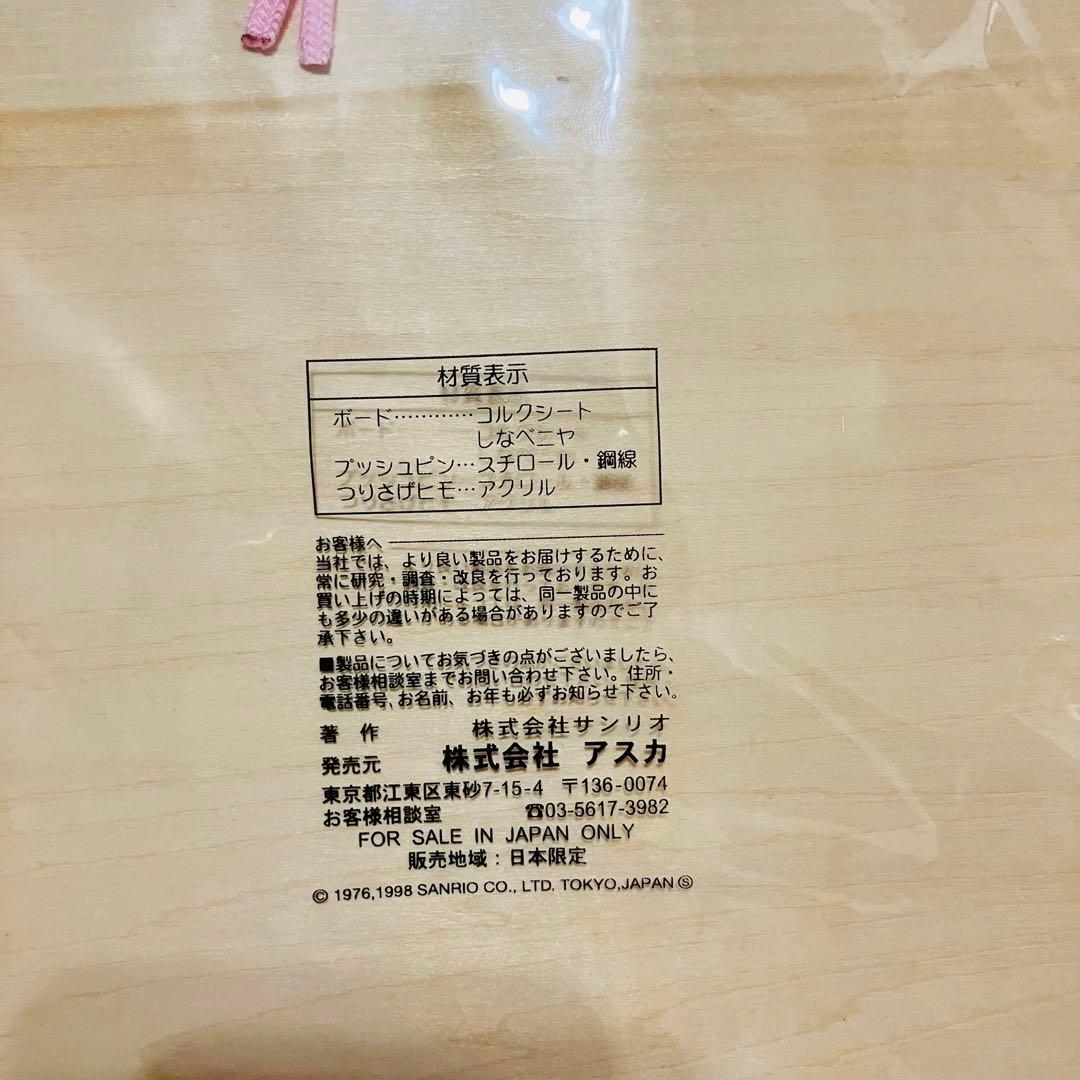 材質表示
ボード…………コルクシート
しなベニヤ
プッシュピン…スチロール・鋼線
つりさげヒモ…アクリル
お客様へ
当社では、より良い製品をお届けするために、
常に研究・調査・改良を行っております。お
買い上げの時期によっては、同一製品の中に
も多少の違いがある場合がありますのでご了
承下さい。
■製品についてお気づきの点がございましたら、
お客様相談室までお問い合わせ下さい。住所・
電話番号、お名前、お年も必ずお知らせ下さい。
著 作 株式会社サンリオ
発売元 株式会社 アスカ
東京都江東区東砂7-15-4 〒136-0074
お客様相談室 ☎03-5617-3982
FOR SALE IN JAPAN ONLY
販売地域：日本限定
© 1976,1998 SANRIO CO., LTD. TOKYO,JAPAN Ⓢ